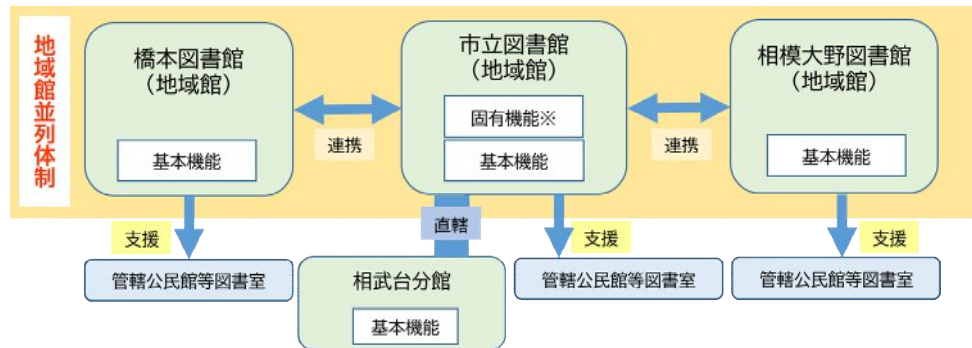 地域館並列体制
橋本図書館
（地域館）
基本機能
連携
市立図書館
（地域館）
固有機能※
基本機能
連携
相模大野図書館
（地域館）
基本機能
支援
直轄
支援
支援
管轄公民館等図書室
相武台分館
基本機能
管轄公民館等図書室
管轄公民館等図書室